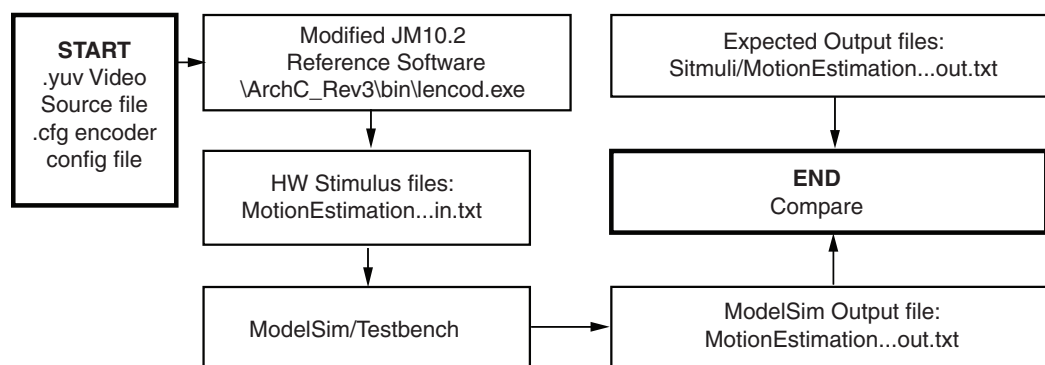 START
.yuv Video
Source file
.cfg encoder
config file
Modified JM10.2
Reference Software
\ArchC_Rev3\bin\lencod.exe
HW Stimulus files:
MotionEstimation...in.txt
ModelSim/Testbench
Expected Output files:
Sitmuli/MotionEstimation...out.txt
END
Compare
ModelSim Output file:
MotionEstimation...out.txt